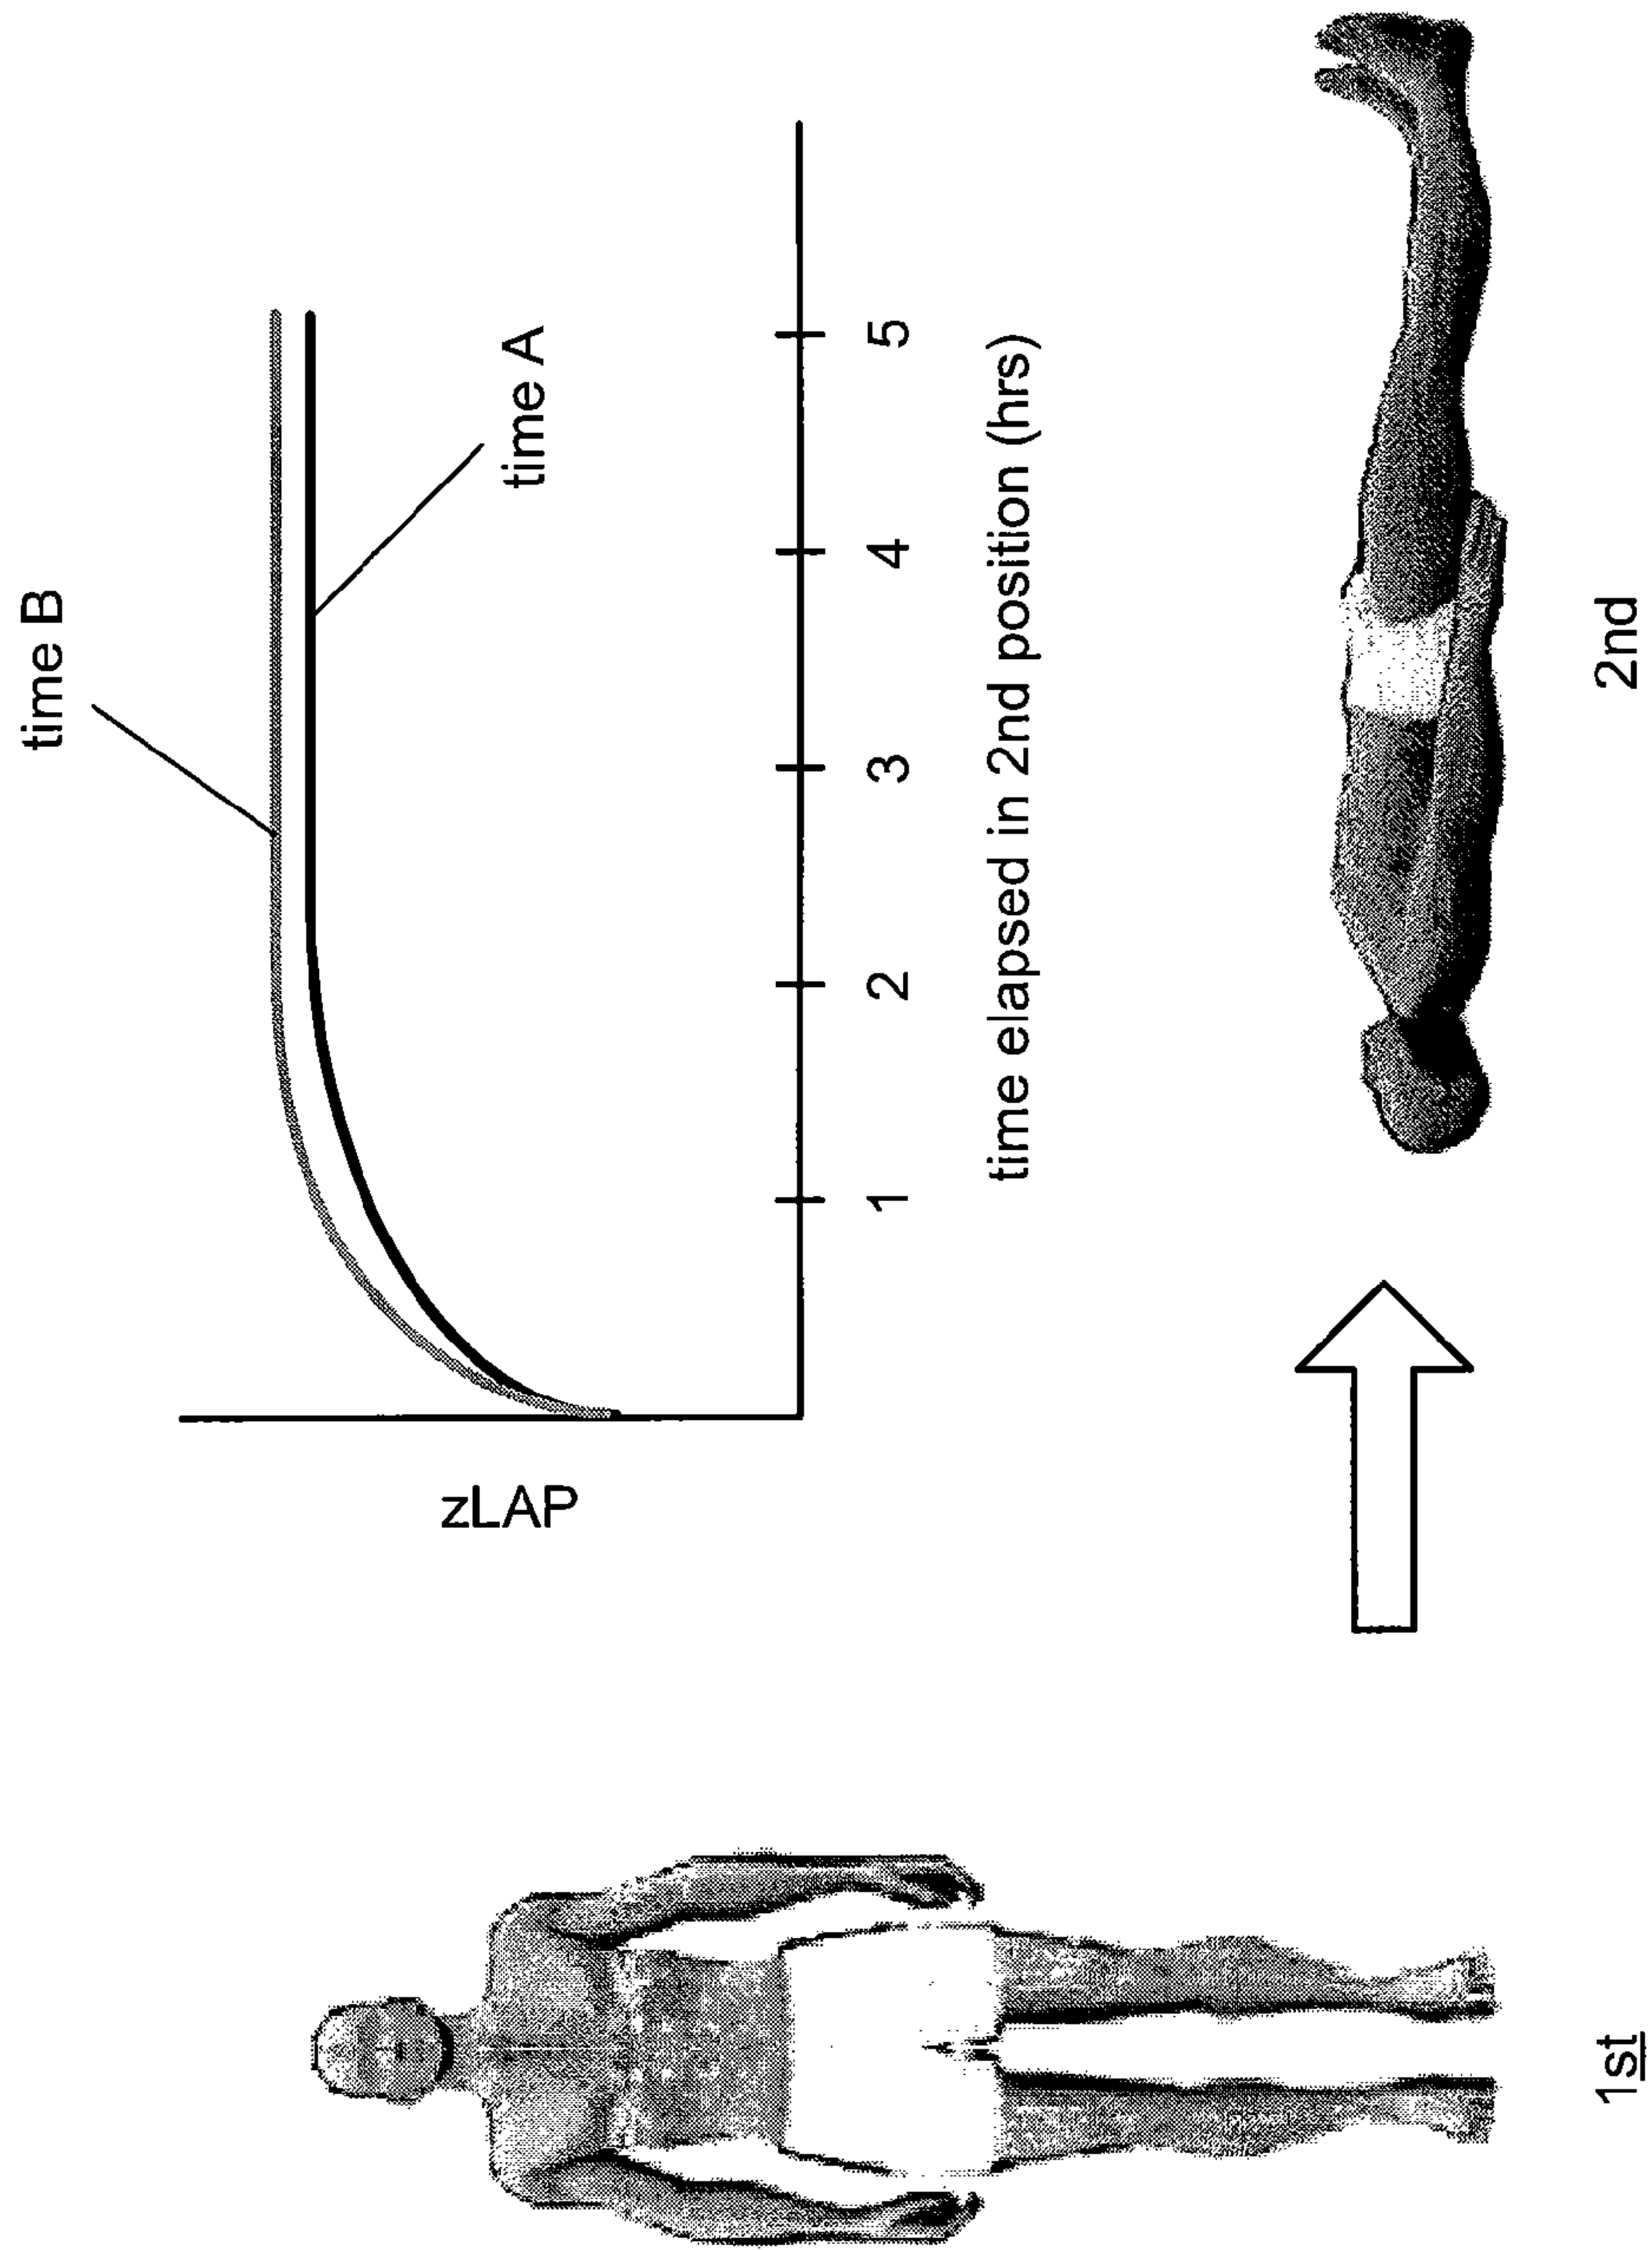 time B
time A
zLAP
1 2 3 4 5
time elapsed in 2nd position (hrs)
1st
2nd